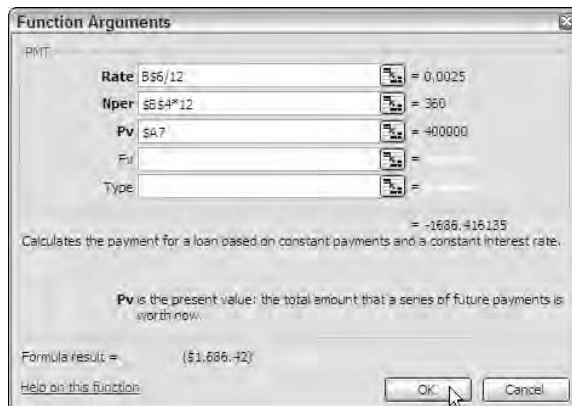 Function Arguments
PMT
Rate B$6/12 = 0.0025
Nper $B$4*12 = 360
Pv $A7 = 400000
Fv =
Type =
= -1686.416135
Calculates the payment for a loan based on constant payments and a constant interest rate.
Pv is the present value: the total amount that a series of future payments is
worth now.
Formula result = ($1,686.42)
Help on this function OK Cancel